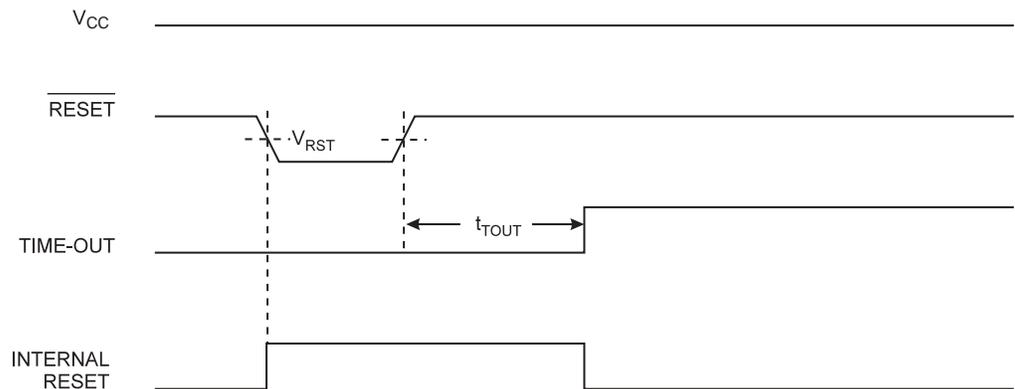 VCC
RESET
VRST
tTOUT
TIME-OUT
INTERNAL
RESET